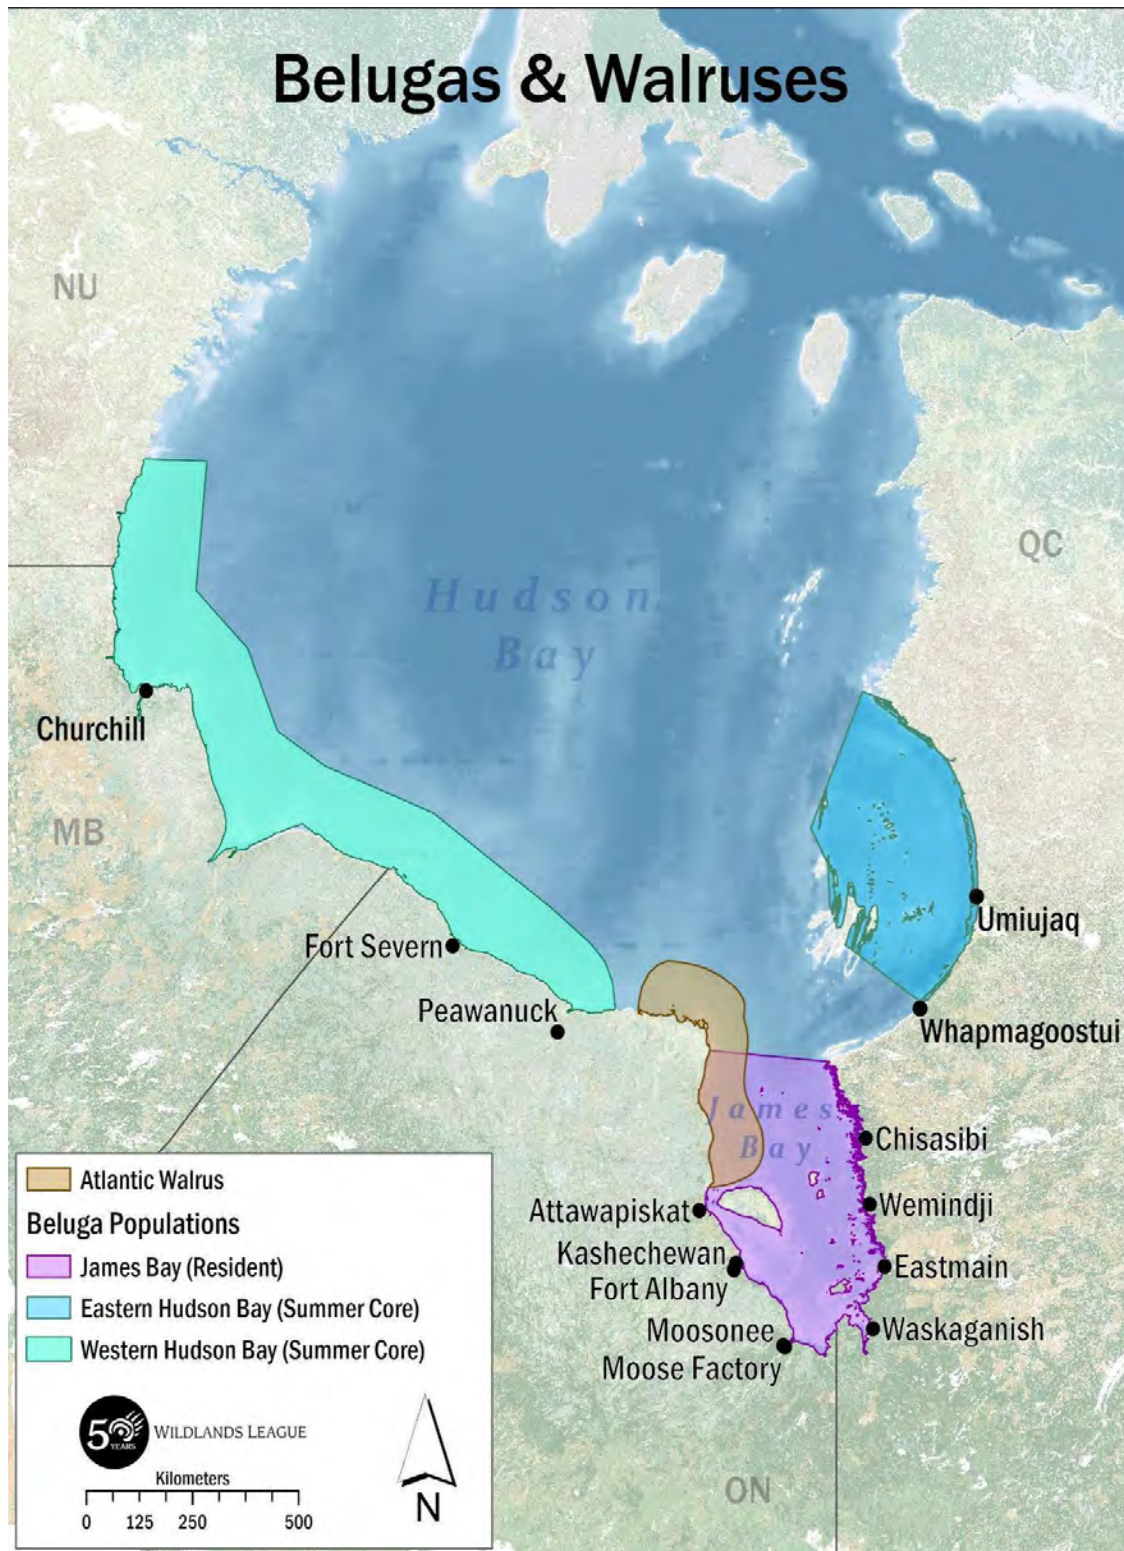 Belugas & Walruses
NU
QC
Hudson
Bay
Churchill
MB
Umiujaq
Fort Severn
Peawanuck
Whapmagoostui
James
Bay
Chisasibi
Attawapiskat
Wemindji
Kashechewan
Fort Albany
Eastmain
Moosonee
Moose Factory
Waskaganish
Atlantic Walrus
Beluga Populations
James Bay (Resident)
Eastern Hudson Bay (Summer Core)
Western Hudson Bay (Summer Core)
50
YEARS
WILDLANDS LEAGUE
Kilometers
0 125 250 500
N
ON